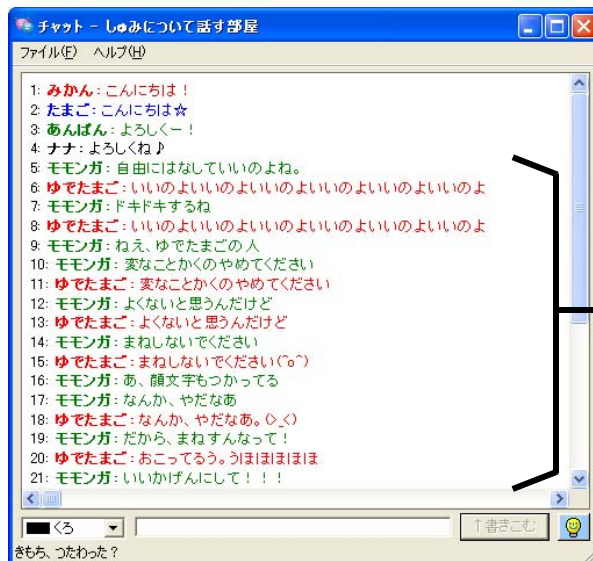 チャット - しゅみについて話す部屋
ファイル(F) ヘルプ(H)
1: みかん：こんにちは！
2: たまご：こんにちは☆
3: あんぱん：よろしくー！
4: ナナ：よろしくね♪
5: モモンガ：自由にはなしていいのよね。
6: ゆでたまご：いいのよいいのよいいのよいいのよいいのよいいのよ
7: モモンガ：ドキドキするね
8: ゆでたまご：いいのよいいのよいいのよいいのよいいのよいいのよ
9: モモンガ：ねえ、ゆでたまごの人
10: モモンガ：変なことかくのやめてください
11: ゆでたまご：変なことかくのやめてください
12: モモンガ：よくないと思うんだけど
13: ゆでたまご：よくないと思うんだけど
14: モモンガ：まねしないでください
15: ゆでたまご：まねしないでください(^o^)
16: モモンガ：あ、顔文字もつかってる
17: モモンガ：なんか、やだなあ
18: ゆでたまご：なんか、やだなあ。(>_<)
19: モモンガ：だから、まねすんなって！
20: ゆでたまご：おこってるう。うほほほほほ
21: モモンガ：いいかげんにして！！！
くろ
↑書きこむ
きもち、つたわった？